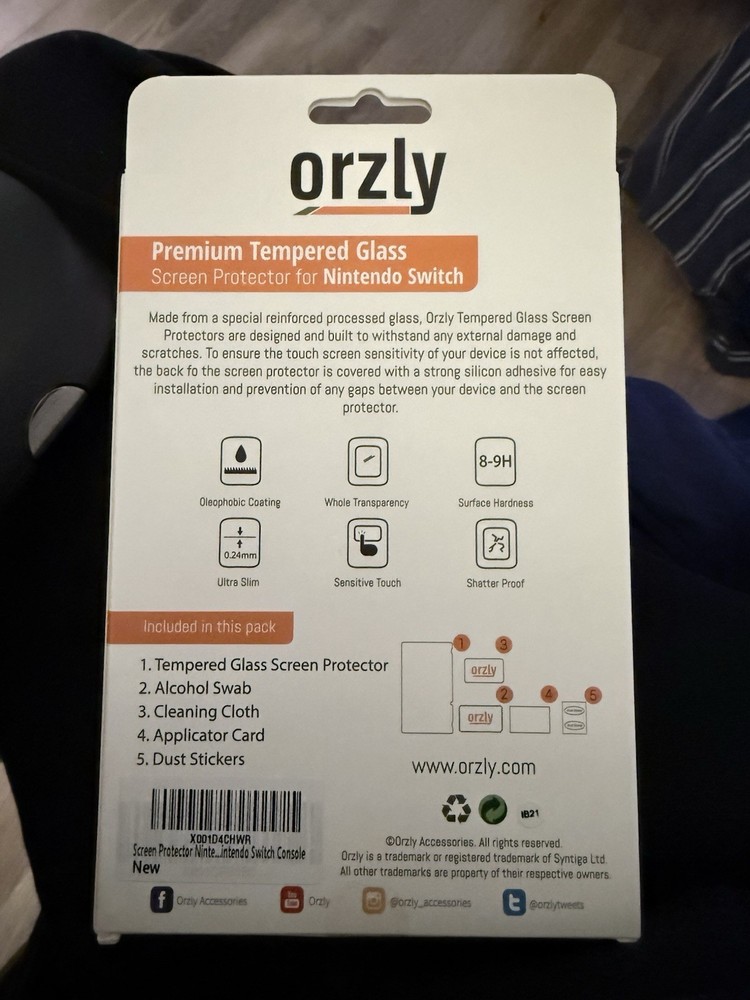 orzly
Premium Tempered Glass
Screen Protector for Nintendo Switch
Made from a special reinforced processed glass, Orzly Tempered Glass Screen
Protectors are designed and built to withstand any external damage and
scratches. To ensure the touch screen sensitivity of your device is not affected,
the back fo the screen protector is covered with a strong silicon adhesive for easy
installation and prevention of any gaps between your device and the screen
protector.
8-9H
Oleophobic Coating Whole Transparency Surface Hardness
0.24mm
Ultra Slim Sensitive Touch Shatter Proof
Included in this pack
1. Tempered Glass Screen Protector
2. Alcohol Swab
3. Cleaning Cloth
4. Applicator Card
5. Dust Stickers
1 3
orzly
2 4 5
orzly
www.orzly.com
IB21
X001D4CHWR
Screen Protector Ninte...intendo Switch Console
New
©Orzly Accessories. All rights reserved.
Orzly is a trademark or registered trademark of Syntiga Ltd.
All other trademarks are property of their respective owners.
f Orzly Accessories You Tube Orzly @orzly_accessories t @orzlytweets